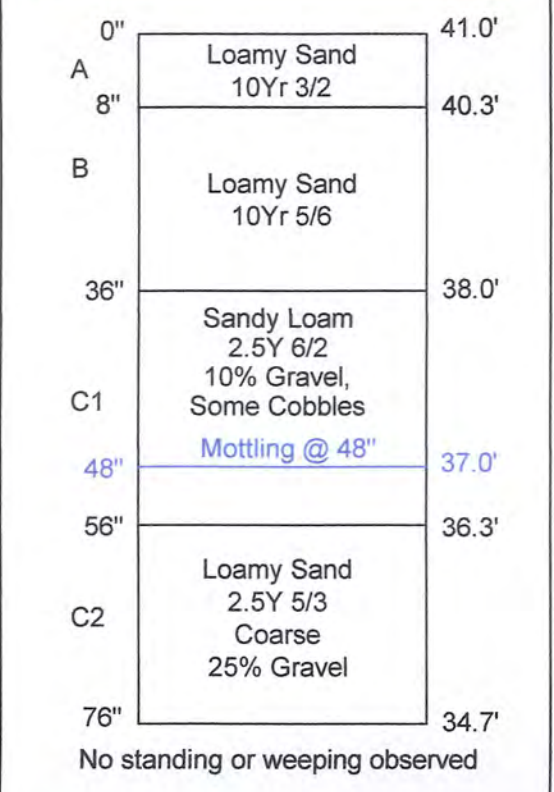 0" 41.0'
A Loamy Sand
10Yr 3/2
8" 40.3'
B
Loamy Sand
10Yr 5/6
36" 38.0'
Sandy Loam
2.5Y 6/2
10% Gravel,
C1 Some Cobbles
Mottling @ 48"
48" 37.0'
56" 36.3'
Loamy Sand
2.5Y 5/3
C2 Coarse
25% Gravel
76" 34.7'
No standing or weeping observed